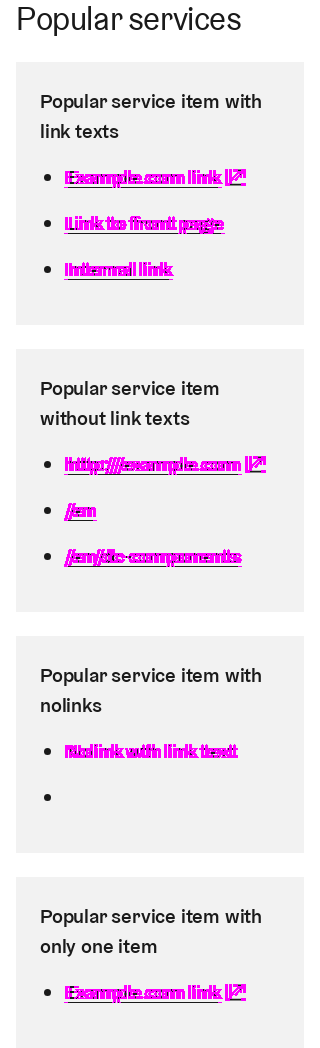 Popular services
Popular service item with
link texts
Example.com link
Link to front page
Internal link
Popular service item
without link texts
http://example.com
/en
/en/dc-components
Popular service item with
nolinks
Nolink with link text
Popular service item with
only one item
Example.com link